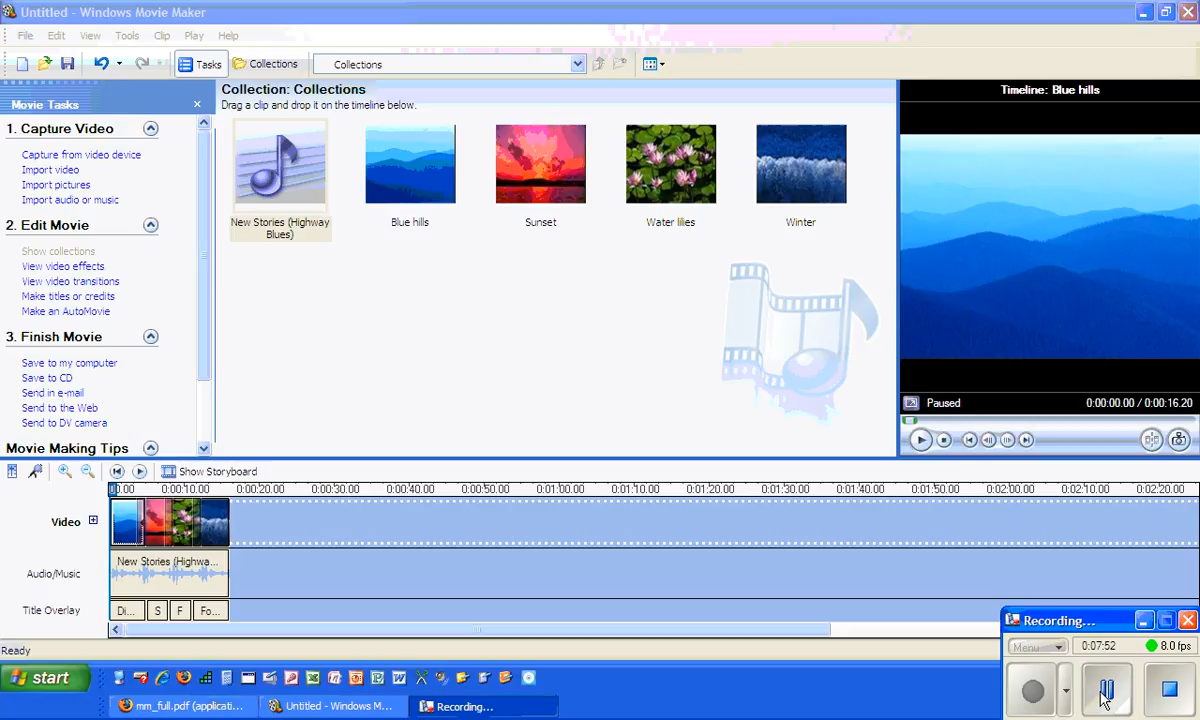 Untitled - Windows Movie Maker
File Edit View Tools Clip Play Help
Tasks Collections Collections
Movie Tasks
1. Capture Video
Capture from video device
Import video
Import pictures
Import audio or music
2. Edit Movie
Show collections
View video effects
View video transitions
Make titles or credits
Make an AutoMovie
3. Finish Movie
Save to my computer
Save to CD
Send in e-mail
Send to the Web
Send to DV camera
Movie Making Tips
Collection: Collections
Drag a clip and drop it on the timeline below.
New Stories (Highway
Blues)
Blue hills
Sunset
Water lilies
Winter
Timeline: Blue hills
Paused 0:00:00.00 / 0:00:16.20
Show Storyboard
00.00 0:00:10.00 0:00:20.00 0:00:30.00 0:00:40.00 0:00:50.00 0:01:00.00 0:01:10.00 0:01:20.00 0:01:30.00 0:01:40.00 0:01:50.00 0:02:00.00 0:02:10.00 0:02:20.00
Video
Audio/Music New Stories (Highwa...
Title Overlay Di... S F Fo...
Ready
Recording...
Menu 0:07:52 8.0 fps
start
mm_full.pdf (applicati... Untitled - Windows M... Recording...